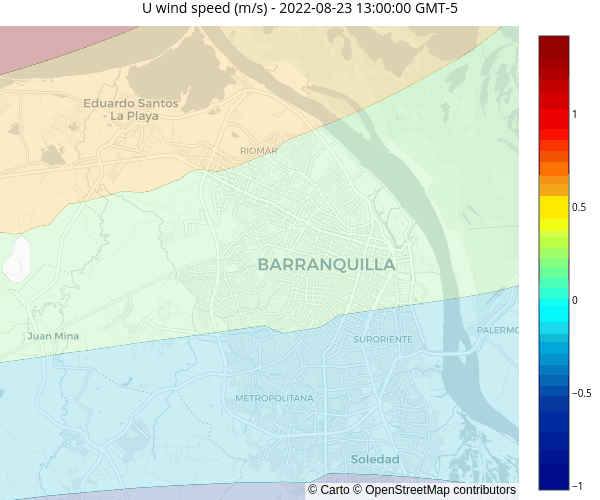 U wind speed (m/s) - 2022-08-23 13:00:00 GMT-5
Eduardo Santos
- La Playa
RIOMAR
BARRANQUILLA
Juan Mina
SURORIENTE
PALERMO
METROPOLITANA
Soledad
© Carto © OpenStreetMap contributors
1
0.5
0
−0.5
−1